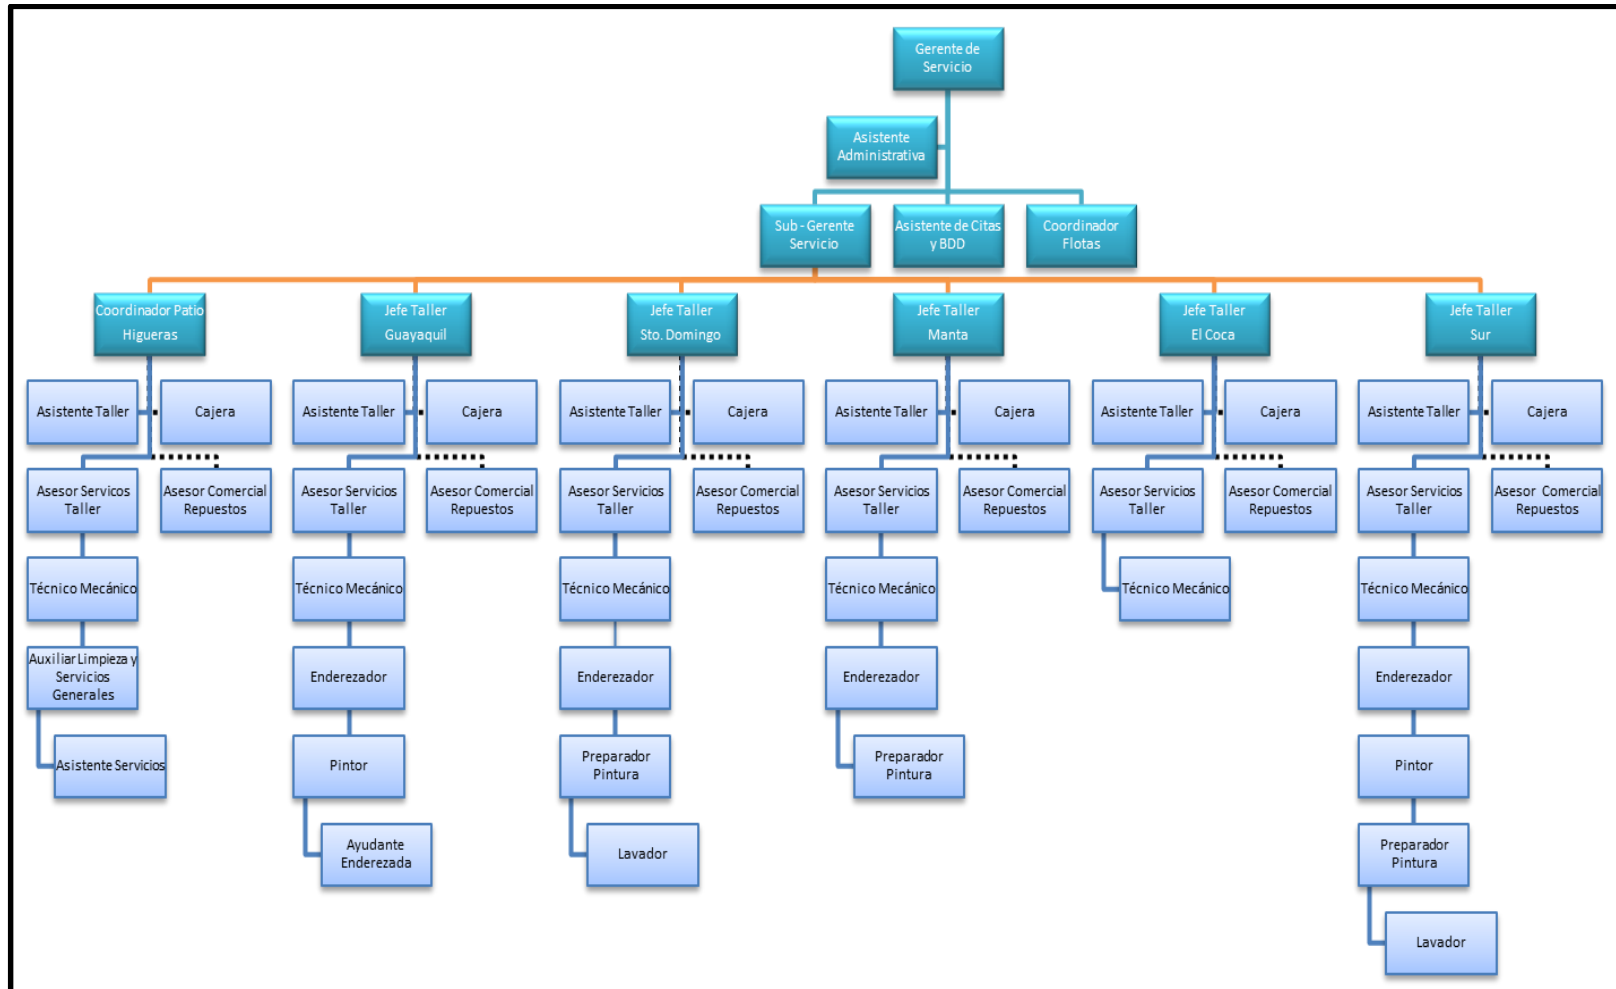 Gerente de
Servicio
Asistente
Administrativa
Sub - Gerente
Servicio
Asistente de Citas
y BDD
Coordinador
Flotas
Coordinador Patio
Higueras
Jefe Taller
Guayaquil
Jefe Taller
Sto. Domingo
Jefe Taller
Manta
Jefe Taller
El Coca
Jefe Taller
Sur
Asistente Taller
Cajera
Asistente Taller
Cajera
Asistente Taller
Cajera
Asistente Taller
Cajera
Asistente Taller
Cajera
Asistente Taller
Cajera
Asesor Servicos
Taller
Asesor Comercial
Repuestos
Asesor Servicios
Taller
Asesor Comercial
Repuestos
Asesor Servicios
Taller
Asesor Comercial
Repuestos
Asesor Servicios
Taller
Asesor Comercial
Repuestos
Asesor Servicios
Taller
Asesor Comercial
Repuestos
Asesor Servicios
Taller
Asesor Comercial
Repuestos
Técnico Mecánico
Técnico Mecánico
Técnico Mecánico
Técnico Mecánico
Técnico Mecánico
Técnico Mecánico
Auxiliar Limpieza y
Servicios
Generales
Enderezador
Enderezador
Enderezador
Enderezador
Asistente Servicios
Pintor
Preparador
Pintura
Preparador
Pintura
Pintor
Ayudante
Enderezada
Lavador
Preparador
Pintura
Lavador